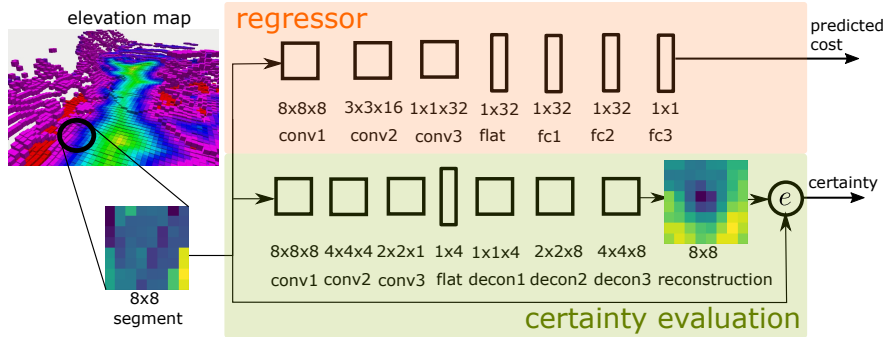 elevation map
regressor
predicted
cost
8x8x8 3x3x16 1x1x32 1x32 1x32 1x32 1x1
conv1 conv2 conv3 flat fc1 fc2 fc3
e
certainty
8x8x8 4x4x4 2x2x1 1x4 1x1x4 2x2x8 4x4x8 8x8
conv1 conv2 conv3 flat decon1 decon2 decon3 reconstruction
8x8
segment
certainty evaluation